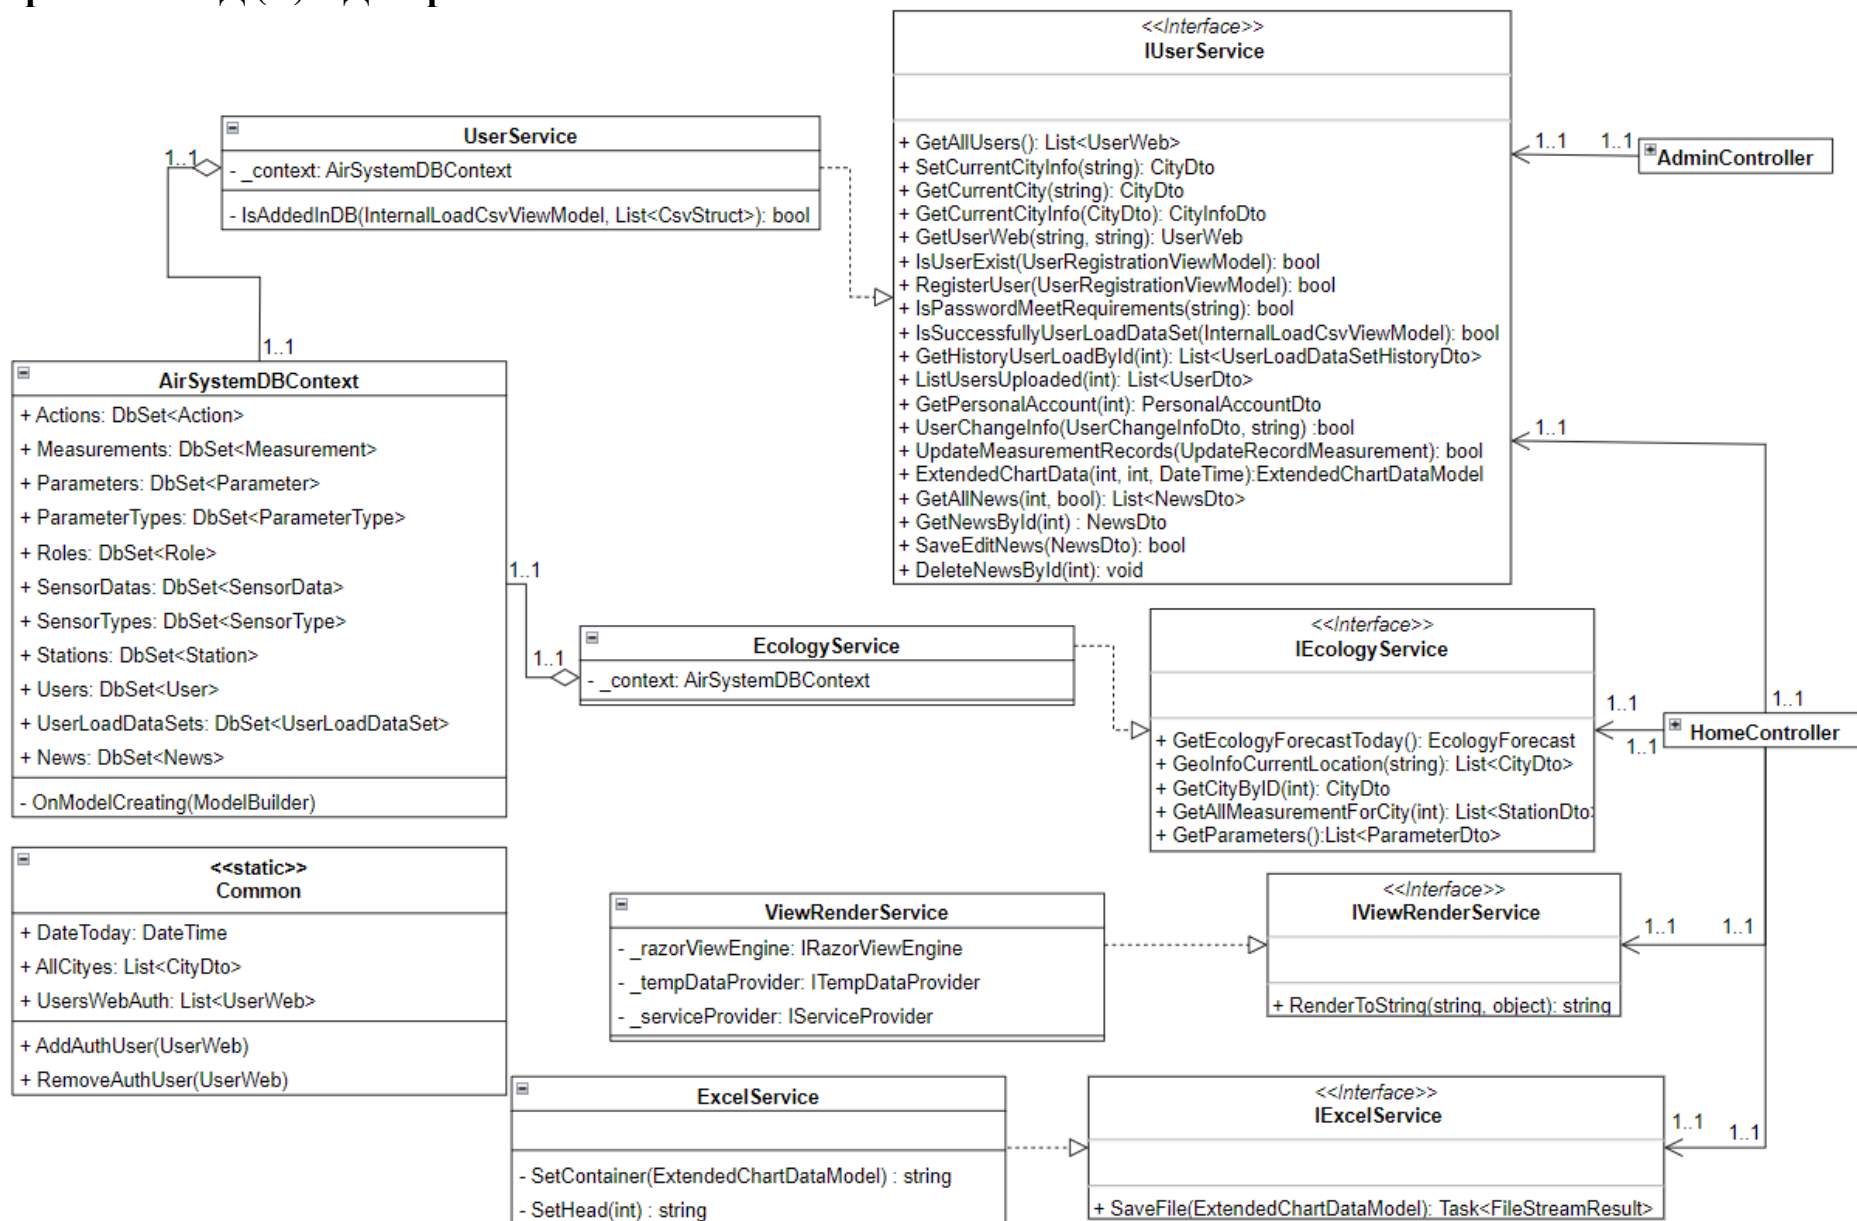 <<Interface>>
IUserService
+ GetAllUsers(): List<UserWeb>
+ SetCurrentCityInfo(string): CityDto
+ GetCurrentCity(string): CityDto
+ GetCurrentCityInfo(CityDto): CityInfoDto
+ GetUserWeb(string, string): UserWeb
+ IsUserExist(UserRegistrationViewModel): bool
+ RegisterUser(UserRegistrationViewModel): bool
+ IsPasswordMeetRequirements(string): bool
+ IsSuccessfullyUserLoadDataSet(InternalLoadCsvViewModel): bool
+ GetHistoryUserLoadById(int): List<UserLoadDataSetHistoryDto>
+ ListUsersUploaded(int): List<UserDto>
+ GetPersonalAccount(int): PersonalAccountDto
+ UserChangeInfo(UserChangeInfoDto, string) :bool
+ UpdateMeasurementRecords(UpdateRecordMeasurement): bool
+ ExtendedChartData(int, int, DateTime):ExtendedChartDataModel
+ GetAllNews(int, bool): List<NewsDto>
+ GetNewsById(int) : NewsDto
+ SaveEditNews(NewsDto): bool
+ DeleteNewsById(int): void
UserService
- _context: AirSystemDBContext
- IsAddedInDB(InternalLoadCsvViewModel, List<CsvStruct>): bool
1..1
1..1
1..1
1..1
AdminController
AirSystemDBContext
+ Actions: DbSet<Action>
+ Measurements: DbSet<Measurement>
+ Parameters: DbSet<Parameter>
+ ParameterTypes: DbSet<ParameterType>
+ Roles: DbSet<Role>
+ SensorDatas: DbSet<SensorData>
+ SensorTypes: DbSet<SensorType>
+ Stations: DbSet<Station>
+ Users: DbSet<User>
+ UserLoadDataSets: DbSet<UserLoadDataSet>
+ News: DbSet<News>
- OnModelCreating(ModelBuilder)
1..1
1..1
1..1
EcologyService
- _context: AirSystemDBContext
<<Interface>>
IEcologyService
+ GetEcologyForecastToday(): EcologyForecast
+ GeoInfoCurrentLocation(string): List<CityDto>
+ GetCityByID(int): CityDto
+ GetAllMeasurementForCity(int): List<StationDto>
+ GetParameters():List<ParameterDto>
1..1
1..1
1..1
HomeController
<<static>>
Common
+ DateToday: DateTime
+ AllCityes: List<CityDto>
+ UsersWebAuth: List<UserWeb>
+ AddAuthUser(UserWeb)
+ RemoveAuthUser(UserWeb)
ViewRenderService
- _razorViewEngine: IRazorViewEngine
- _tempDataProvider: ITempDataProvider
- _serviceProvider: IServiceProvider
<<Interface>>
IViewRenderService
+ RenderToString(string, object): string
1..1
1..1
ExcelService
- SetContainer(ExtendedChartDataModel) : string
- SetHead(int) : string
<<Interface>>
IExcelService
+ SaveFile(ExtendedChartDataModel): Task<FileStreamResult>
1..1
1..1